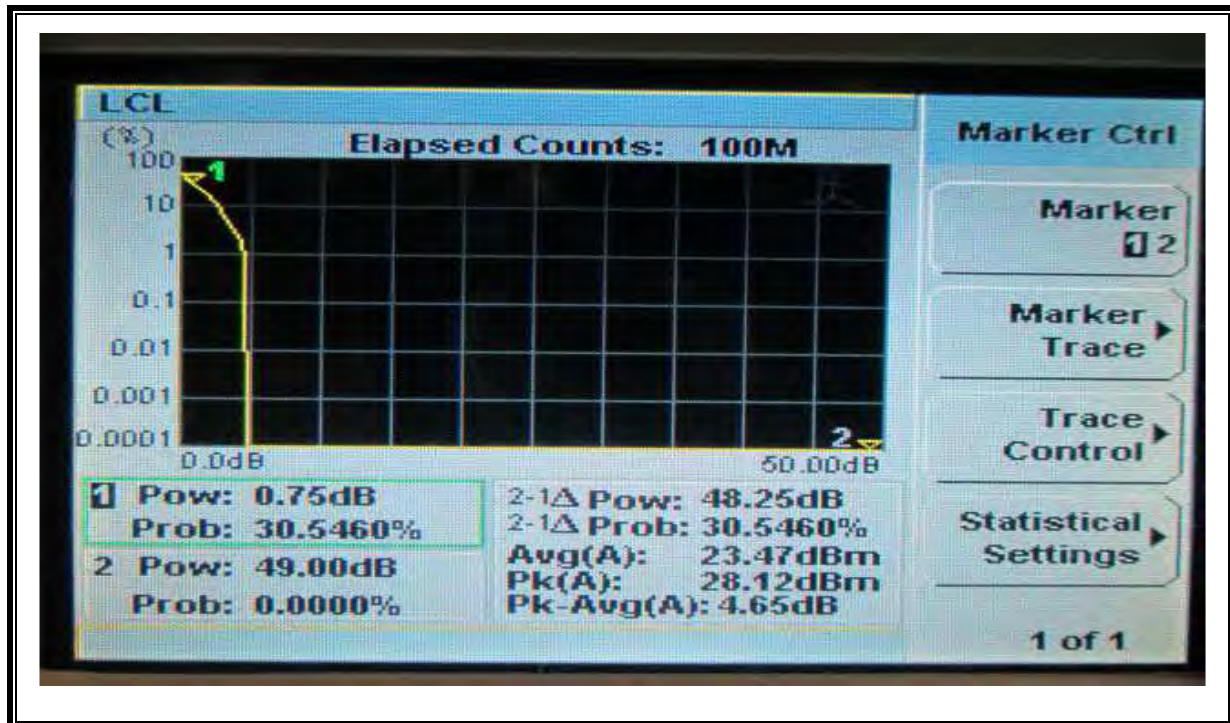 LCL
(%)
Elapsed Counts: 100M
100
1
10
1
0.1
0.01
0.001
0.0001
2
0.0dB
50.00dB
1 Pow: 0.75dB
Prob: 30.5460%
2 Pow: 49.00dB
Prob: 0.0000%
2-1Δ Pow: 48.25dB
2-1Δ Prob: 30.5460%
Avg(A): 23.47dBm
Pk(A): 28.12dBm
Pk-Avg(A): 4.65dB
Marker Ctrl
Marker
1 2
Marker
Trace
Trace
Control
Statistical
Settings
1 of 1